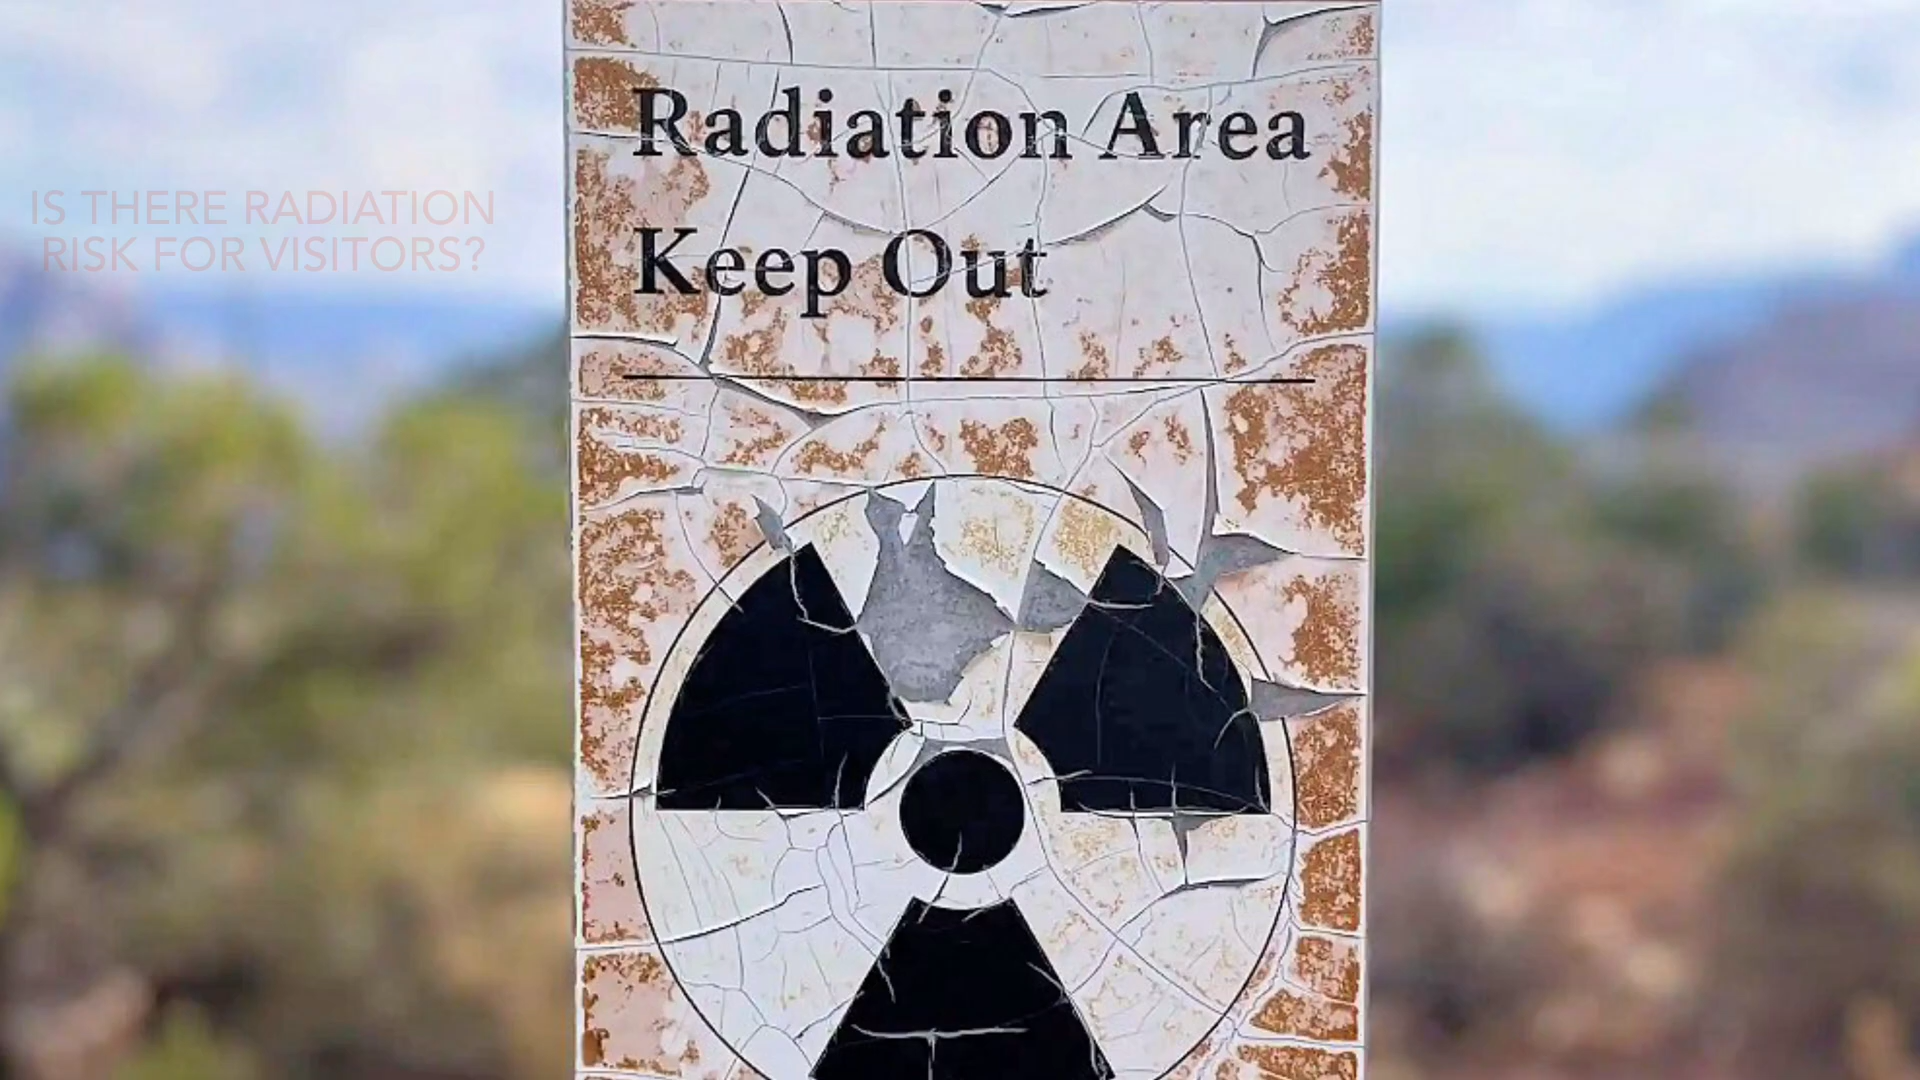 Radiation Area
Keep Out
IS THERE RADIATION
RISK FOR VISITORS?